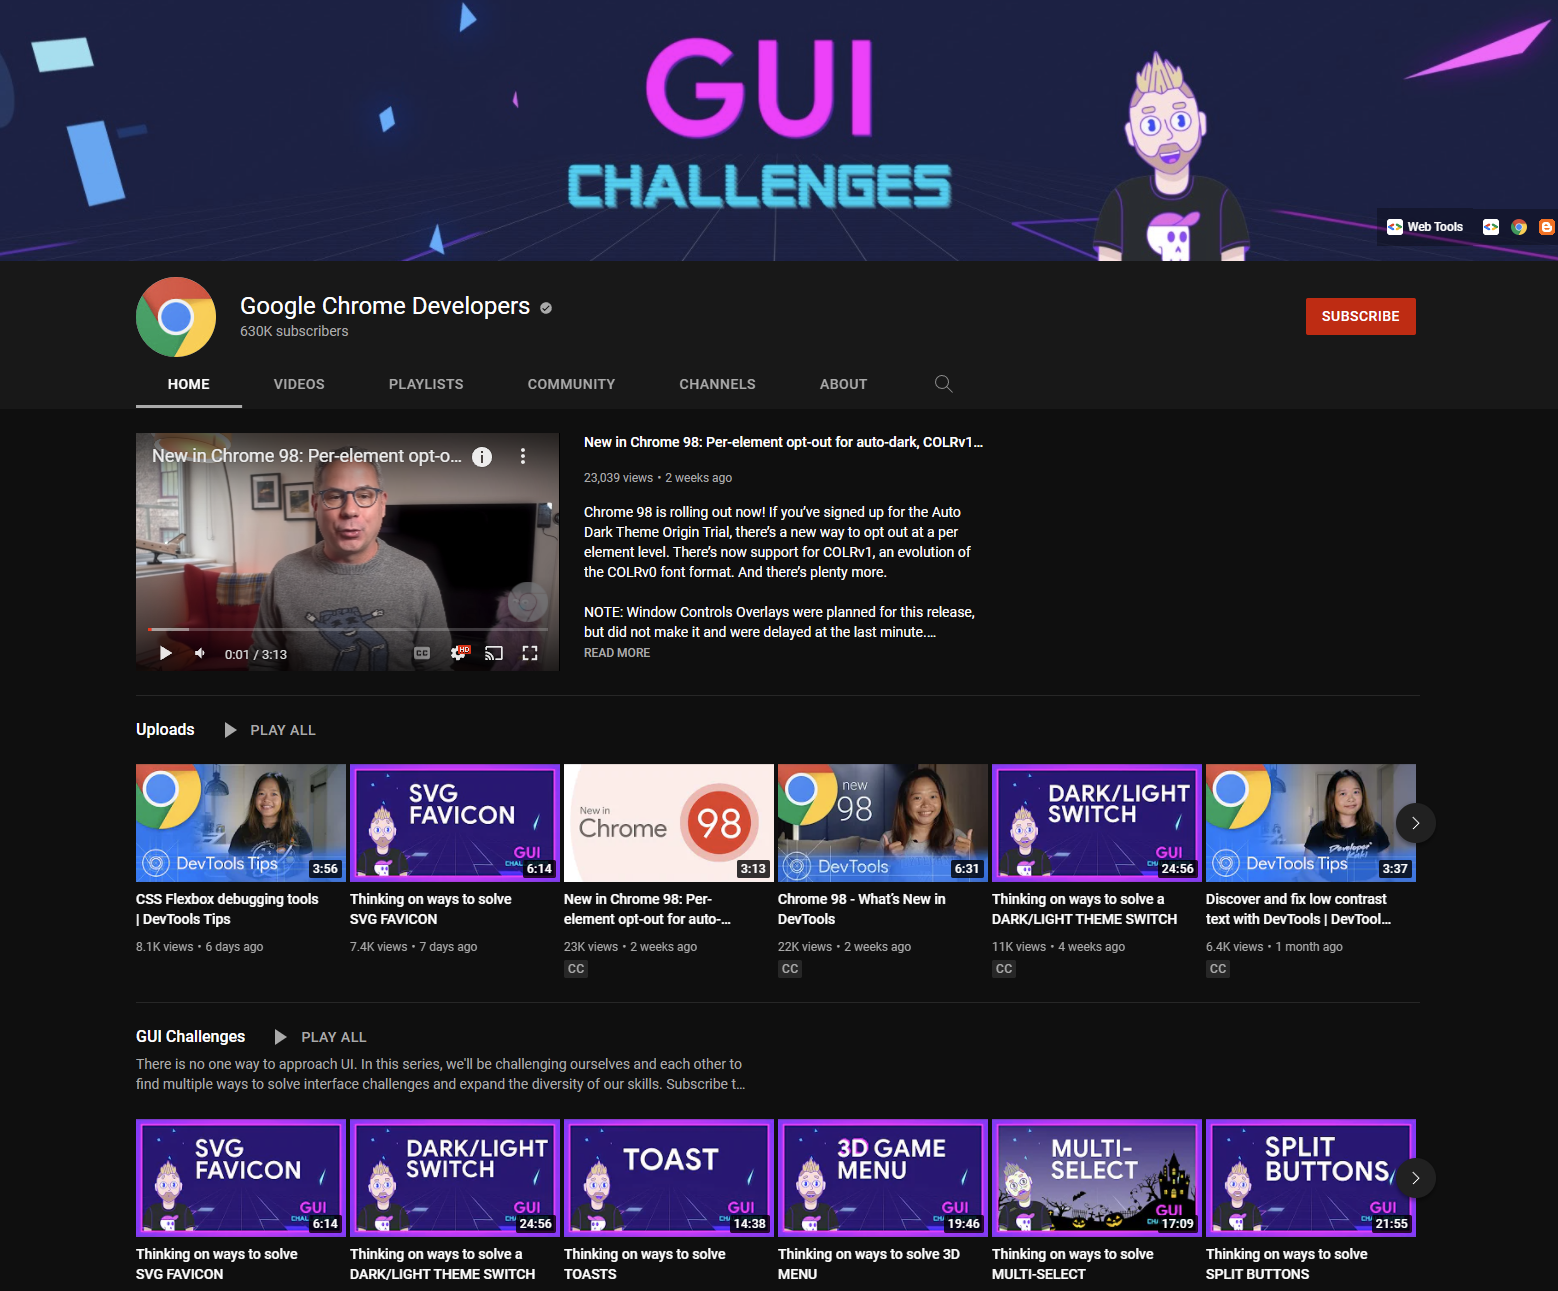 GUI
CHALLENGES
Web Tools
Google Chrome Developers
630K subscribers
SUBSCRIBE
HOME
VIDEOS
PLAYLISTS
COMMUNITY
CHANNELS
ABOUT
New in Chrome 98: Per-element opt-o...
0:01 / 3:13
CC
HD
New in Chrome 98: Per-element opt-out for auto-dark, COLRv1...
23,039 views • 2 weeks ago
Chrome 98 is rolling out now! If you've signed up for the Auto
Dark Theme Origin Trial, there's a new way to opt out at a per
element level. There's now support for COLRv1, an evolution of
the COLRv0 font format. And there's plenty more.
NOTE: Window Controls Overlays were planned for this release,
but did not make it and were delayed at the last minute....
READ MORE
Uploads
PLAY ALL
DevTools Tips
3:56
CSS Flexbox debugging tools
| DevTools Tips
8.1K views • 6 days ago
SVG
FAVICON
GUI
CHAL
6:14
Thinking on ways to solve
SVG FAVICON
7.4K views • 7 days ago
New in
Chrome
98
3:13
New in Chrome 98: Per-
element opt-out for auto-...
23K views • 2 weeks ago
CC
new
98
DevTools
6:31
Chrome 98 - What's New in
DevTools
22K views • 2 weeks ago
CC
DARK/LIGHT
SWITCH
GUI
CH
24:56
Thinking on ways to solve a
DARK/LIGHT THEME SWITCH
11K views • 4 weeks ago
CC
Developer
DevTools Tips
3:37
Discover and fix low contrast
text with DevTools | DevTool...
6.4K views • 1 month ago
CC
GUI Challenges
PLAY ALL
There is no one way to approach UI. In this series, we'll be challenging ourselves and each other to
find multiple ways to solve interface challenges and expand the diversity of our skills. Subscribe t...
SVG
FAVICON
GUI
CHAL
6:14
Thinking on ways to solve
SVG FAVICON
DARK/LIGHT
SWITCH
GUI
CH
24:56
Thinking on ways to solve a
DARK/LIGHT THEME SWITCH
TOAST
GUI
CH
14:38
Thinking on ways to solve
TOASTS
3D GAME
MENU
GUI
CH
19:46
Thinking on ways to solve 3D
MENU
MULTI-
SELECT
GUI
CH
17:09
Thinking on ways to solve
MULTI-SELECT
SPLIT
BUTTONS
GUI
CH
21:55
Thinking on ways to solve
SPLIT BUTTONS